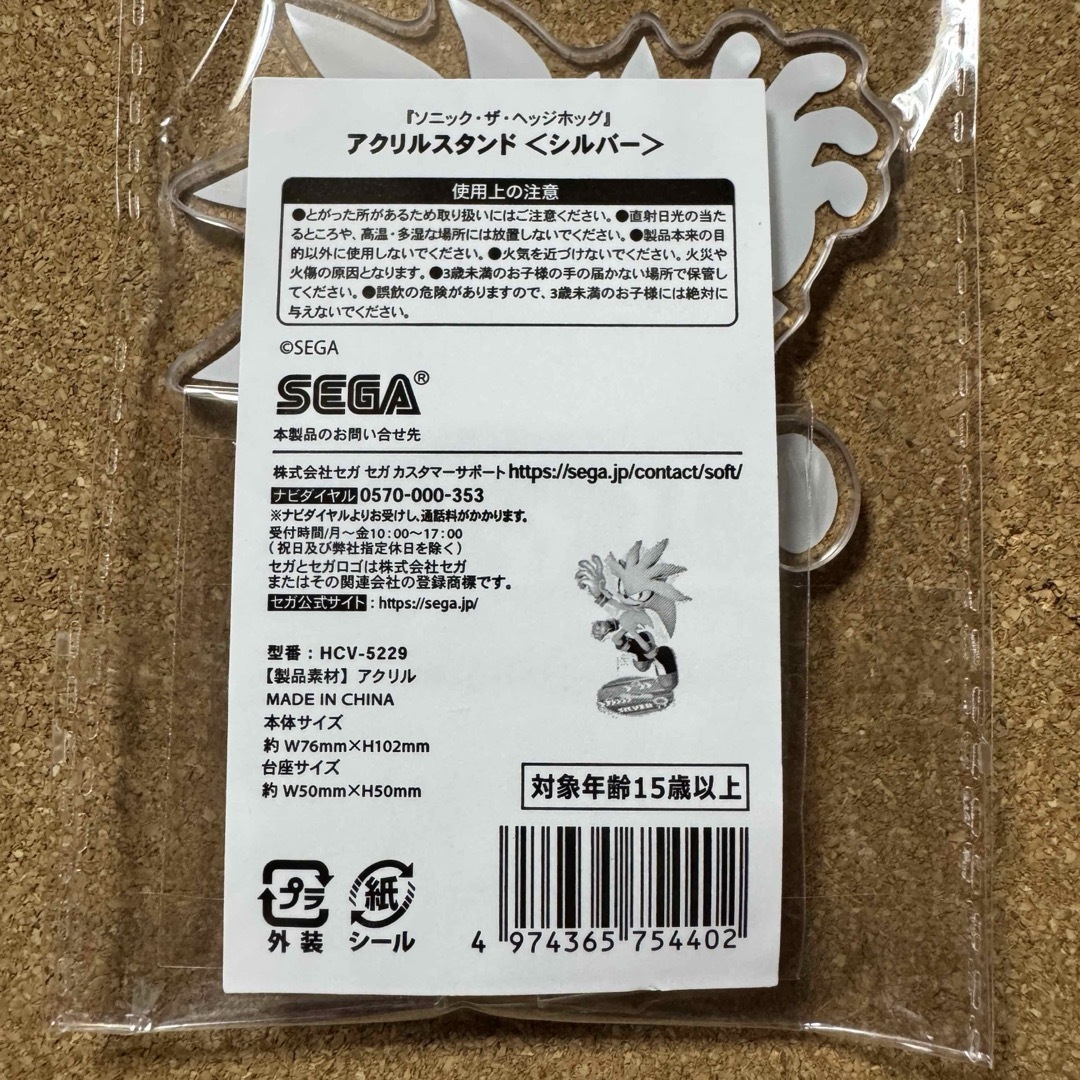 『ソニック・ザ・ヘッジホッグ』
アクリルスタンド＜シルバー＞
使用上の注意
●とがった所があるため取り扱いにはご注意ください。●直射日光の当た
るところや、高温・多湿な場所には放置しないでください。●製品本来の目
的以外に使用しないでください。●火気を近づけないでください。火災や
火傷の原因となります。●3歳未満のお子様の手の届かない場所で保管し
てください。●誤飲の危険がありますので、3歳未満のお子様には絶対に
与えないでください。
©SEGA
SEGA®
本製品のお問い合せ先
株式会社セガ セガ カスタマーサポート https://sega.jp/contact/soft/
ナビダイヤル 0570-000-353
※ナビダイヤルよりお受けし、通話料がかかります。
受付時間/月〜金10：00〜17：00
（祝日及び弊社指定休日を除く）
セガとセガロゴは株式会社セガ
またはその関連会社の登録商標です。
セガ公式サイト：https://sega.jp/
型番：HCV-5229
【製品素材】アクリル
MADE IN CHINA
本体サイズ
約 W76mm×H102mm
台座サイズ
約 W50mm×H50mm
SILVER
対象年齢15歳以上
プラ
外装
紙
シール
4 974365 754402